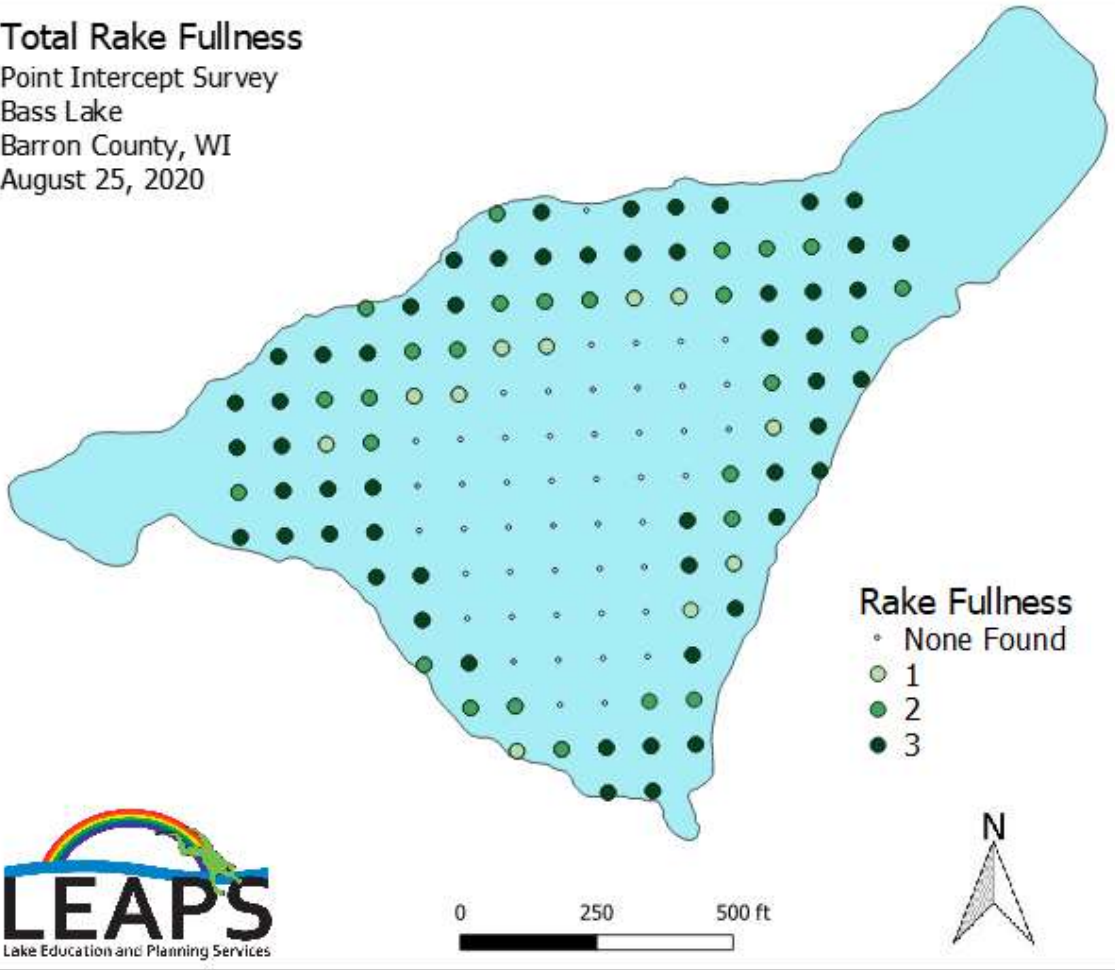 Total Rake Fullness
Point Intercept Survey
Bass Lake
Barron County, WI
August 25, 2020
Rake Fullness
None Found
1
2
3
N
0 250 500 ft
LEAPS
Lake Education and Planning Services